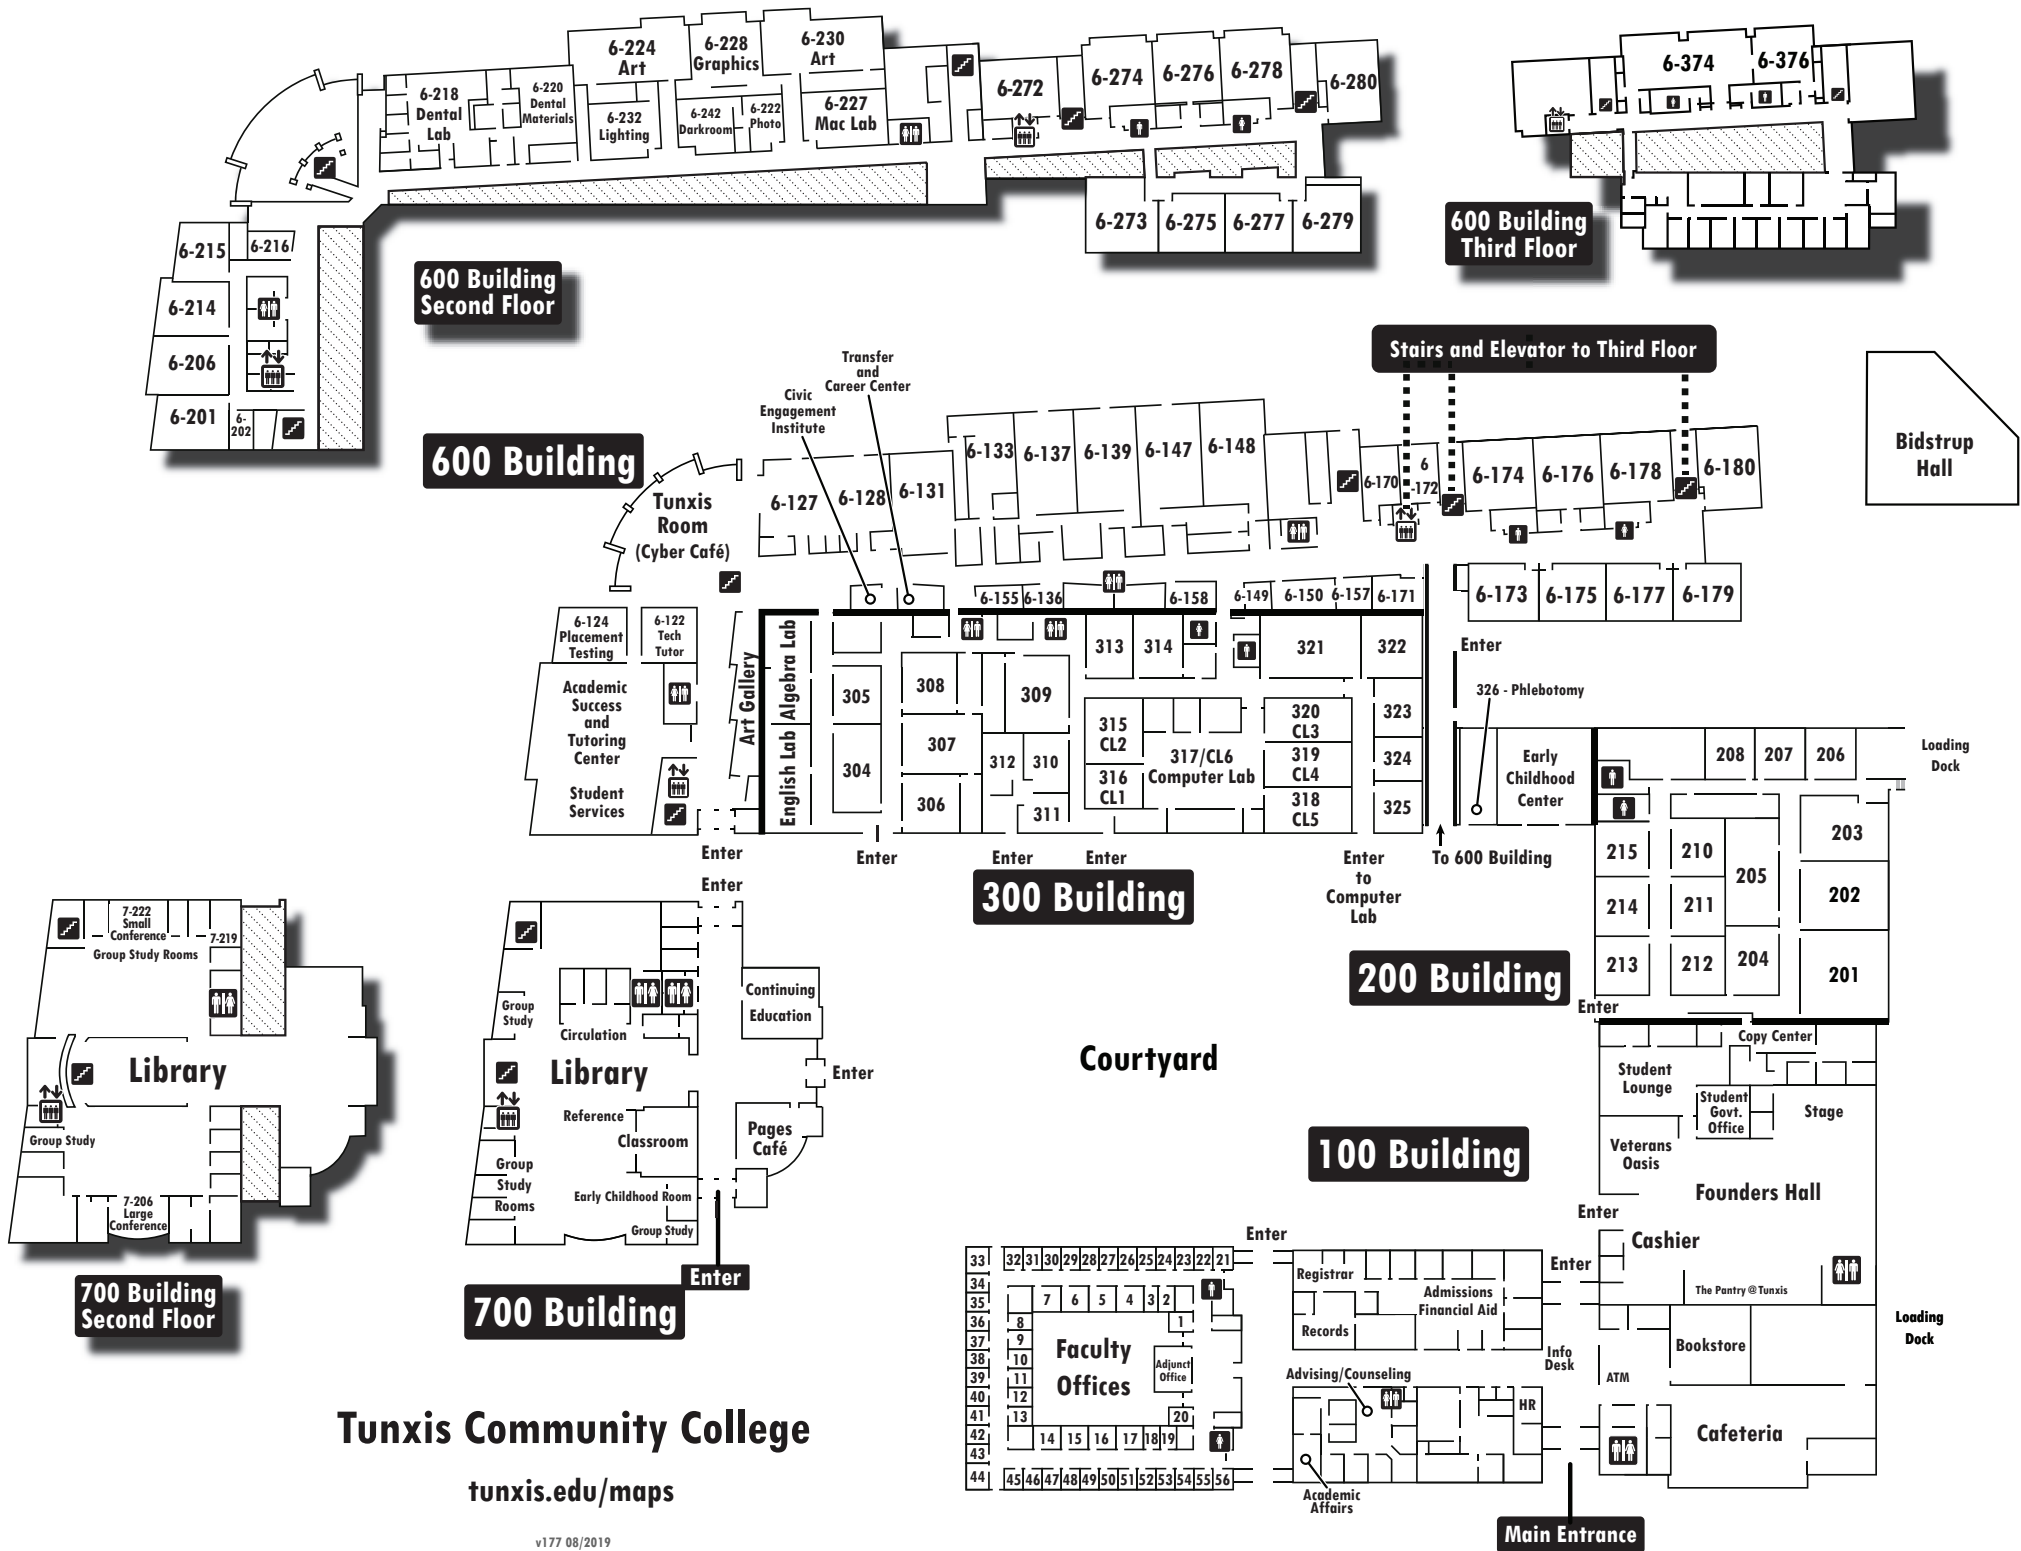 6-224
Art
6-228
Graphics
6-230
Art
6-218
Dental
Lab
6-220
Dental
Materials
6-232
Lighting
6-242
Darkroom
6-222
Photo
6-227
Mac Lab
6-272
6-274
6-276
6-278
6-280
6-273
6-275
6-277
6-279
6-215
6-216
6-214
6-206
6-201
6-
202
600 Building
Second Floor
6-374
6-376
600 Building
Third Floor
Stairs and Elevator to Third Floor
Bidstrup
Hall
600 Building
Transfer
and
Career Center
Civic
Engagement
Institute
Tunxis
Room
(Cyber Café)
6-127
6-128
6-131
6-133
6-137
6-139
6-147
6-148
6-170
6
-172
6-174
6-176
6-178
6-180
6-155
6-136
6-158
6-149
6-150
6-157
6-171
6-173
6-175
6-177
6-179
6-124
Placement
Testing
6-122
Tech
Tutor
Academic
Success
and
Tutoring
Center
Student
Services
Art Gallery
Algebra Lab
English Lab
305
304
308
307
306
309
312
310
311
313
314
315
CL2
316
CL1
317/CL6
Computer Lab
321
322
320
CL3
319
CL4
318
CL5
323
324
325
Enter
326 - Phlebotomy
Early
Childhood
Center
Enter
Enter
Enter
Enter
Enter
to
Computer
Lab
To 600 Building
300 Building
208
207
206
Loading
Dock
203
215
210
205
202
214
211
213
212
204
201
200 Building
Enter
Copy Center
Student
Lounge
Student
Govt.
Office
Stage
Veterans
Oasis
Founders Hall
100 Building
Enter
Cashier
The Pantry@Tunxis
Loading
Dock
Bookstore
ATM
Cafeteria
Courtyard
7-222
Small
Conference
7-219
Group Study Rooms
Library
Group Study
7-206
Large
Conference
700 Building
Second Floor
Enter
Group
Study
Circulation
Library
Continuing
Education
Enter
Reference
Classroom
Pages
Café
Group
Study
Rooms
Early Childhood Room
Group Study
Enter
700 Building
Enter
33
32 31 30 29 28 27 26 25 24 23 22 21
34
35
36
37
38
39
40
41
42
43
44
7
6
5
4
3
2
1
8
9
10
11
12
13
Faculty
Offices
Adjunct
Office
20
14
15
16
17
18
19
45 46 47 48 49 50 51 52 53 54 55 56
Registrar
Records
Admissions
Financial Aid
Enter
Info
Desk
Advising/Counseling
HR
Academic
Affairs
Main Entrance
Tunxis Community College
tunxis.edu/maps
v177 08/2019